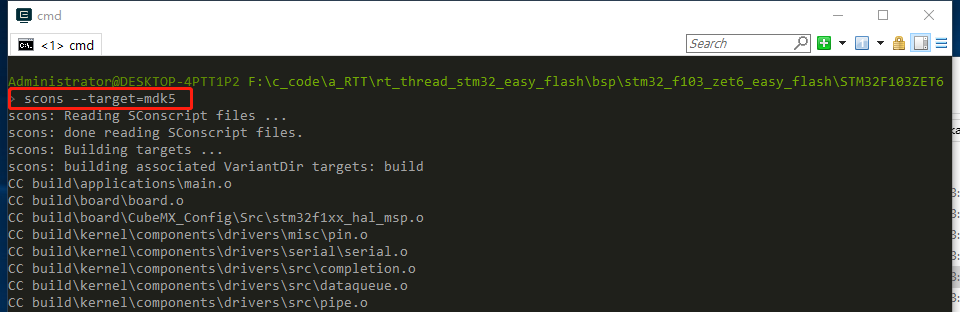 cmd
<1> cmd
Search
Administrator@DESKTOP-4PTT1P2 F:\c_code\a_RTT\rt_thread_stm32_easy_flash\bsp\stm32_f103_zet6_easy_flash\STM32F103ZET6
> scons --target=mdk5
scons: Reading SConscript files ...
scons: done reading SConscript files.
scons: Building targets ...
scons: building associated VariantDir targets: build
CC build\applications\main.o
CC build\board\board.o
CC build\board\CubeMX_Config\Src\stm32f1xx_hal_msp.o
CC build\kernel\components\drivers\misc\pin.o
CC build\kernel\components\drivers\serial\serial.o
CC build\kernel\components\drivers\src\completion.o
CC build\kernel\components\drivers\src\dataqueue.o
CC build\kernel\components\drivers\src\pipe.o